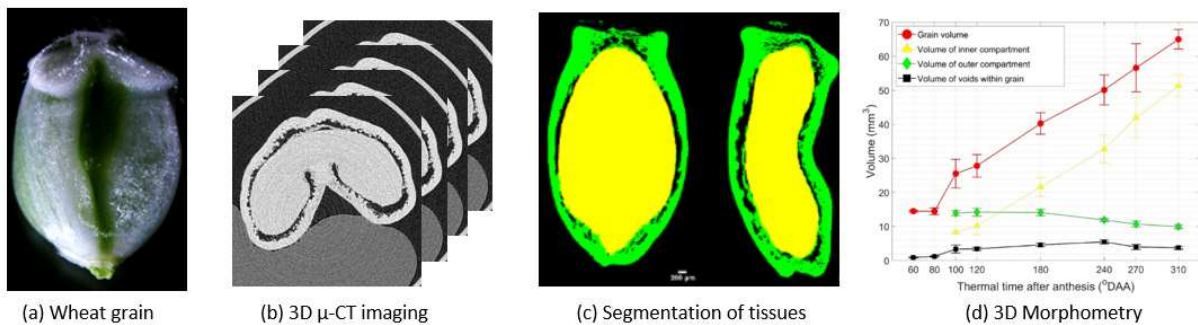 200 µm
70
60
50
40
30
20
10
0
Volume (mm³)
Grain volume
Volume of inner compartment
Volume of outer compartment
Volume of voids within grain
60 80 100 120 180 240 270 310
Thermal time after anthesis (°DAA)
(a) Wheat grain
(b) 3D µ-CT imaging
(c) Segmentation of tissues
(d) 3D Morphometry